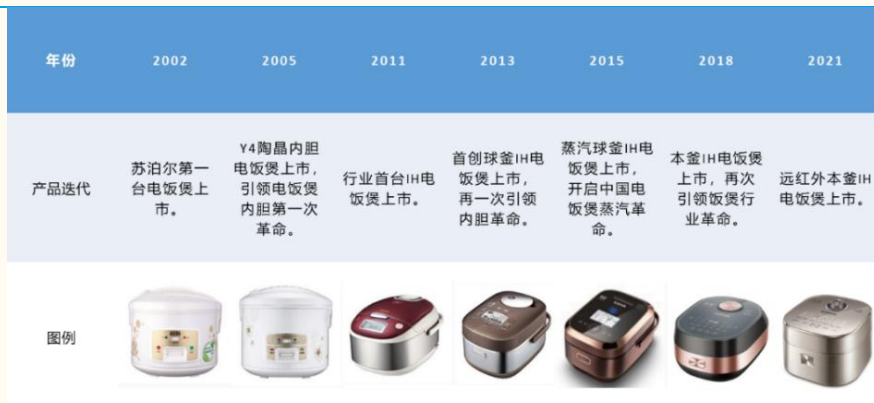 年份 2002 2005 2011 2013 2015 2018 2021
产品迭代
苏泊尔第一
台电饭煲上
市。
Y4陶晶内胆
电饭煲上市，
引领电饭煲
内胆第一次
革命。
行业首台IH电
饭煲上市。
首创球釜IH电
饭煲上市，
再一次引领
内胆革命。
蒸汽球釜IH电
饭煲上市，
开启中国电
饭煲蒸汽革
命。
本釜IH电饭煲
上市，再次
引领饭煲行
业革命。
远红外本釜IH
电饭煲上市。
图例